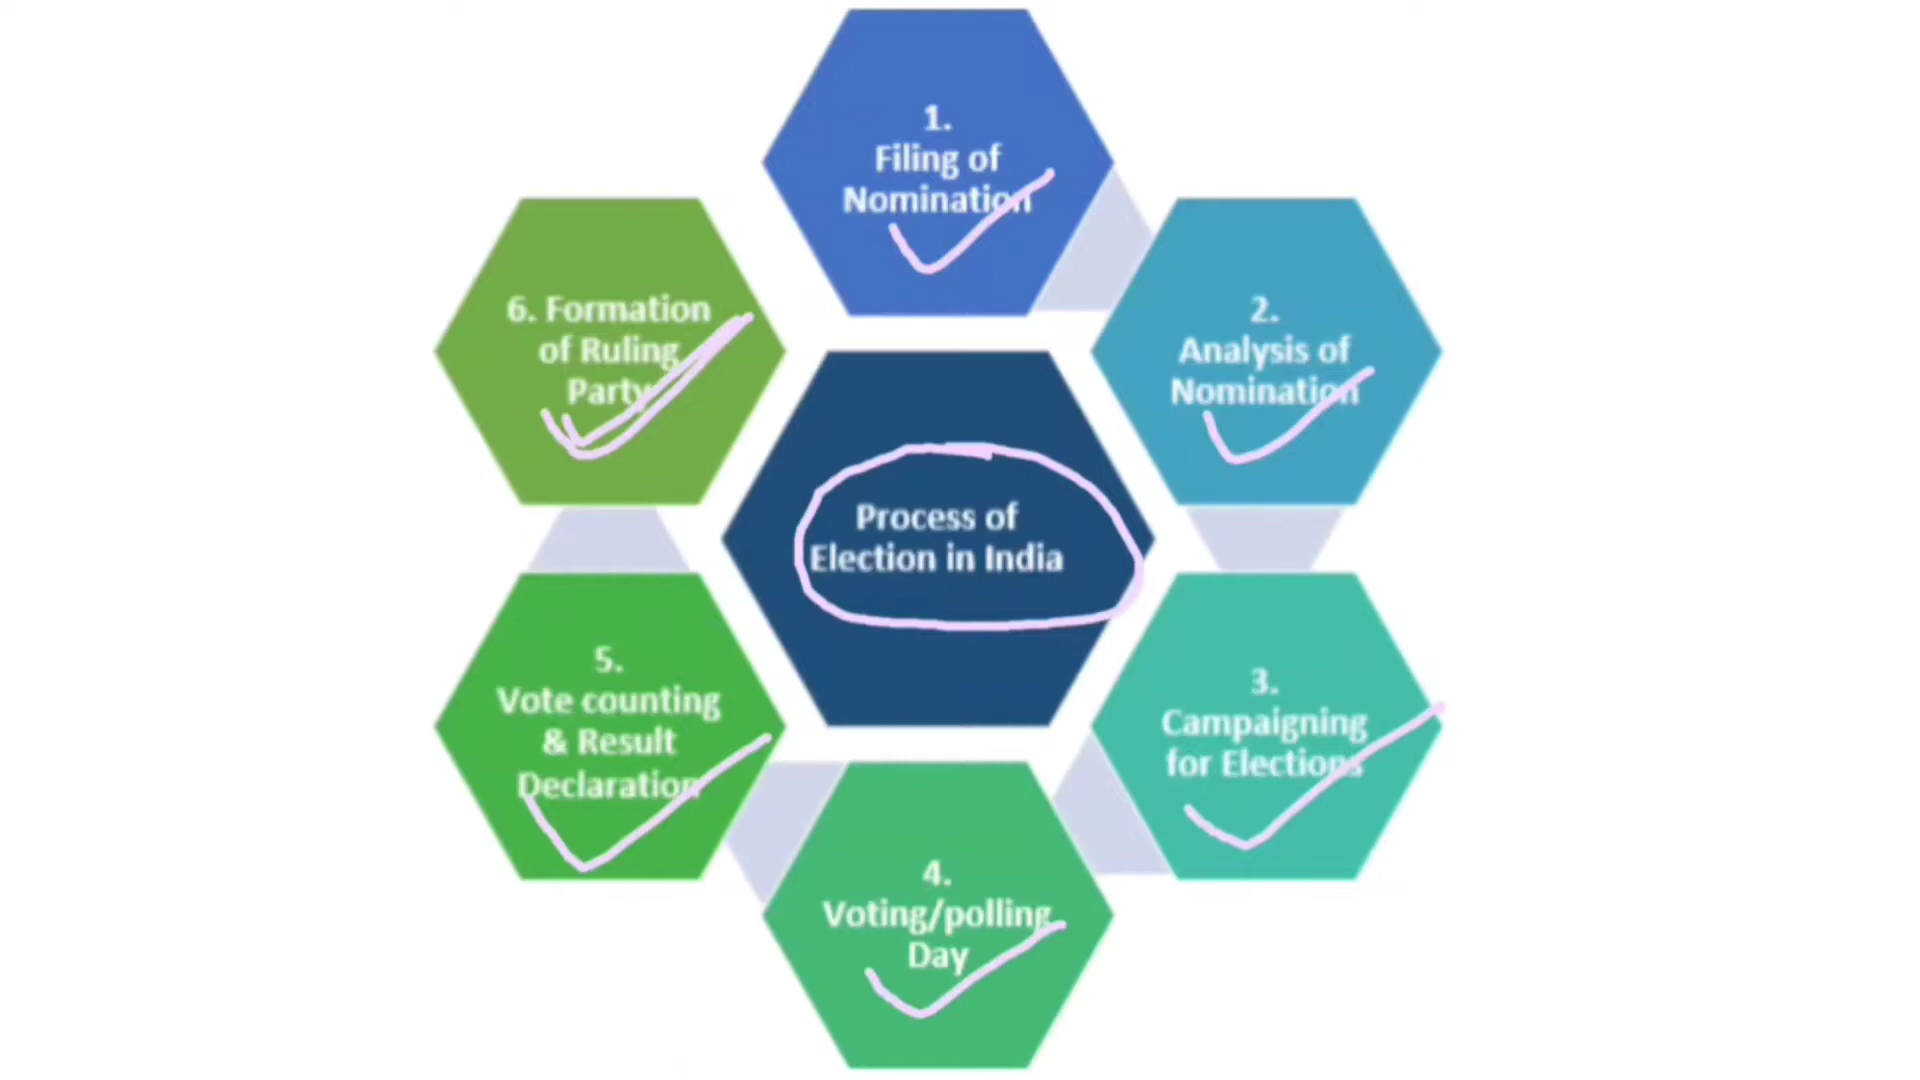 1.
Filing of
Nomination
2.
Analysis of
Nomination
3.
Campaigning
for Elections
4.
Voting/polling
Day
5.
Vote counting
& Result
Declaration
6. Formation
of Ruling
Party
Process of
Election in India